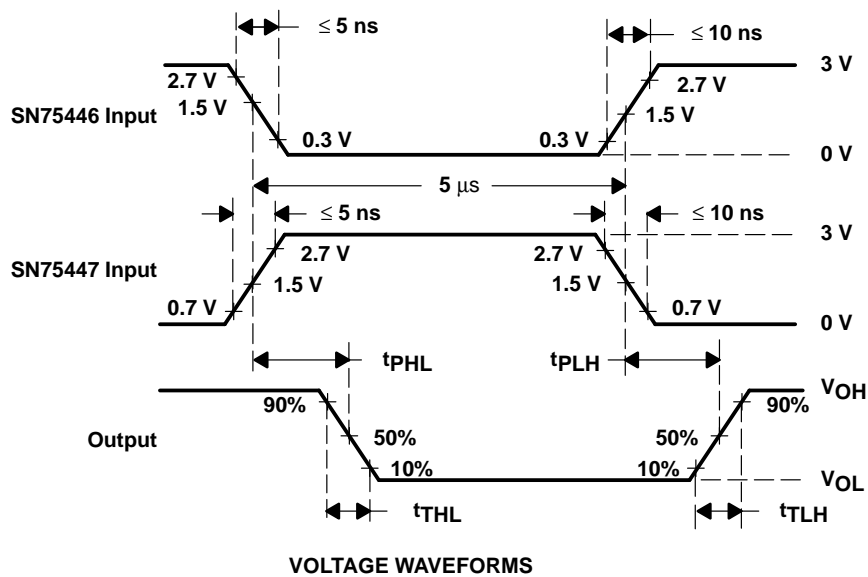 ≤ 5 ns
≤ 10 ns
2.7 V
1.5 V
SN75446 Input
0.3 V
0.3 V
2.7 V
1.5 V
3 V
0 V
5 μs
≤ 5 ns
≤ 10 ns
SN75447 Input
2.7 V
1.5 V
0.7 V
2.7 V
1.5 V
0.7 V
3 V
0 V
tPHL
tPLH
Output
90%
50%
10%
50%
10%
90%
VOH
VOL
tTHL
tTLH
VOLTAGE WAVEFORMS